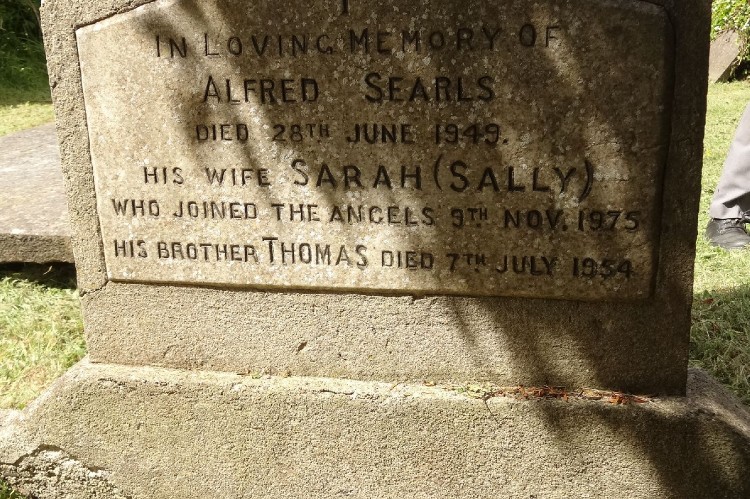 IN LOVING MEMORY OF
ALFRED SEARLS
DIED 28TH JUNE 1949.
HIS WIFE SARAH (SALLY)
WHO JOINED THE ANGELS 9TH NOV. 1975
HIS BROTHER THOMAS DIED 7TH JULY 1954